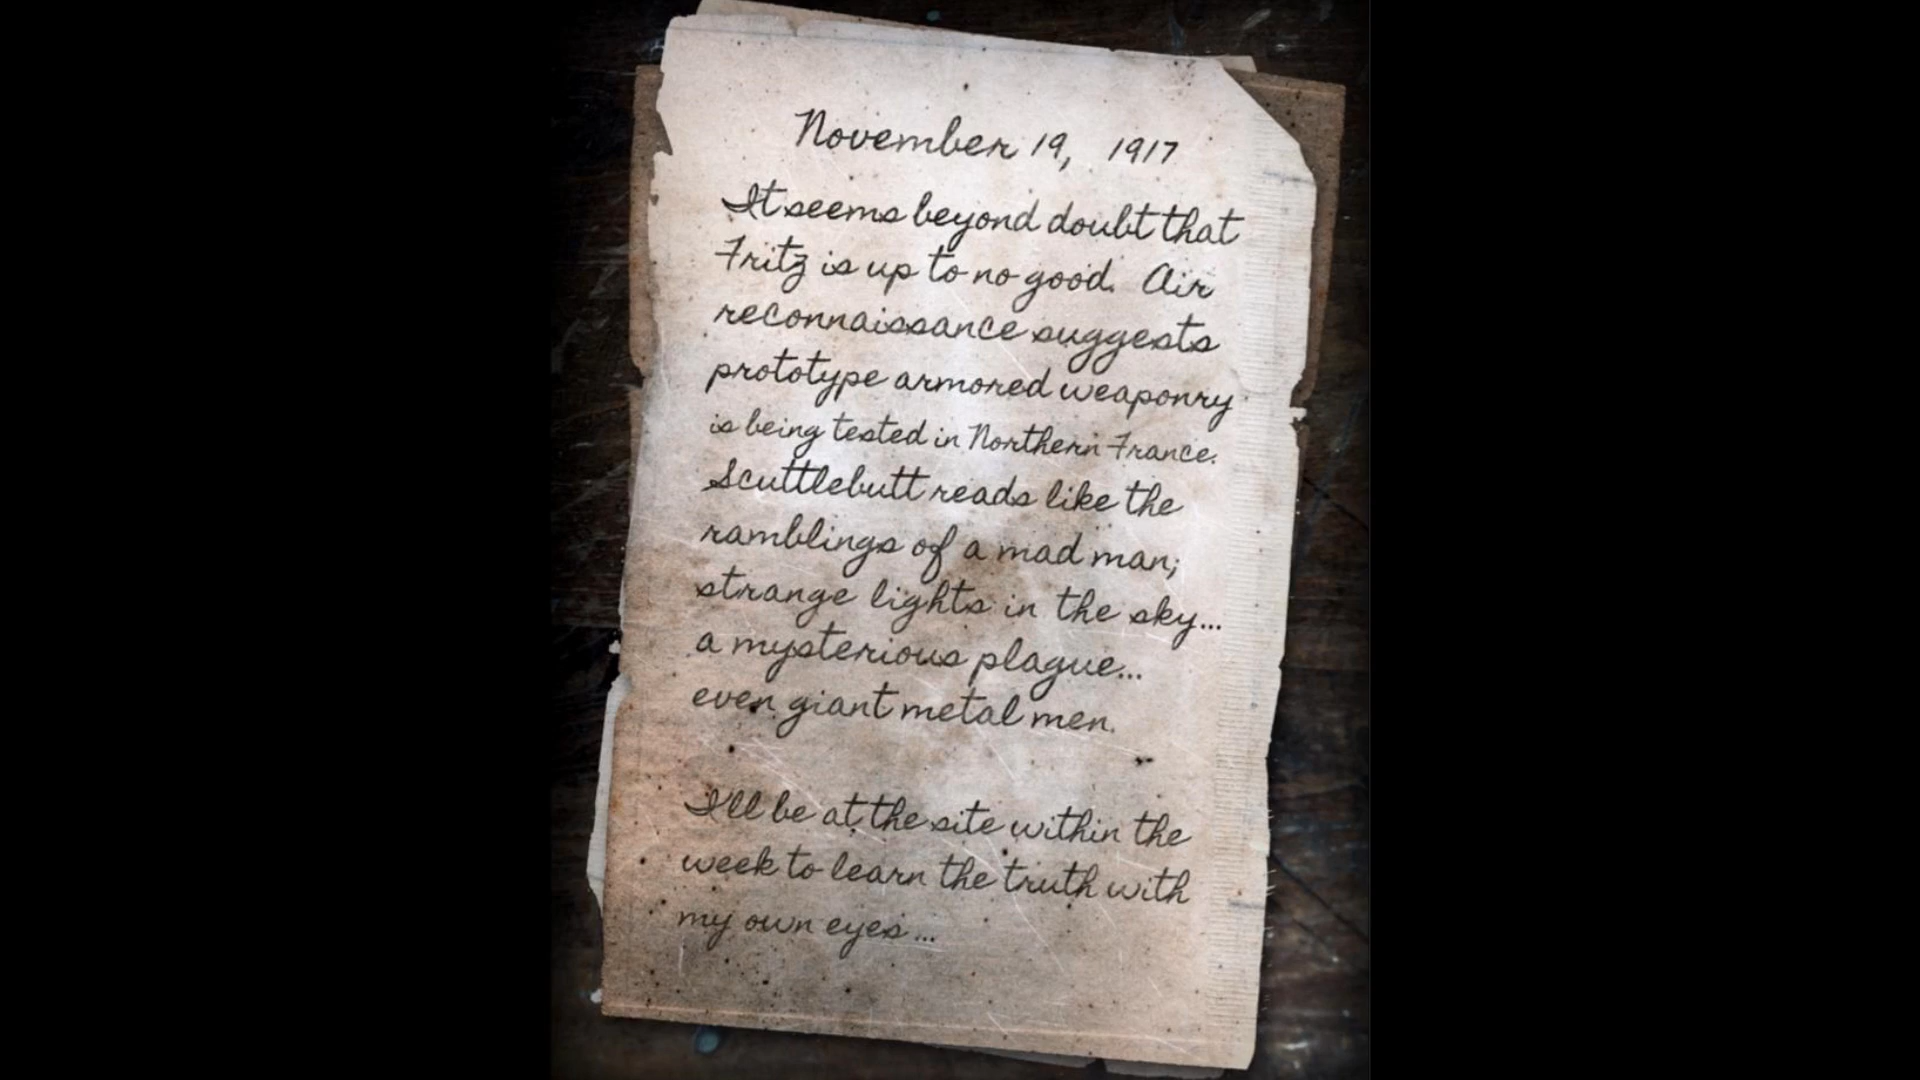 November 19, 1917
It seems beyond doubt that
Fritz is up to no good. Air
reconnaissance suggests
prototype armored weaponry
is being tested in Northern France.
Scuttlebutt reads like the
ramblings of a mad man;
strange lights in the sky...
a mysterious plague...
even giant metal men.
I'll be at the site within the
week to learn the truth with
my own eyes...